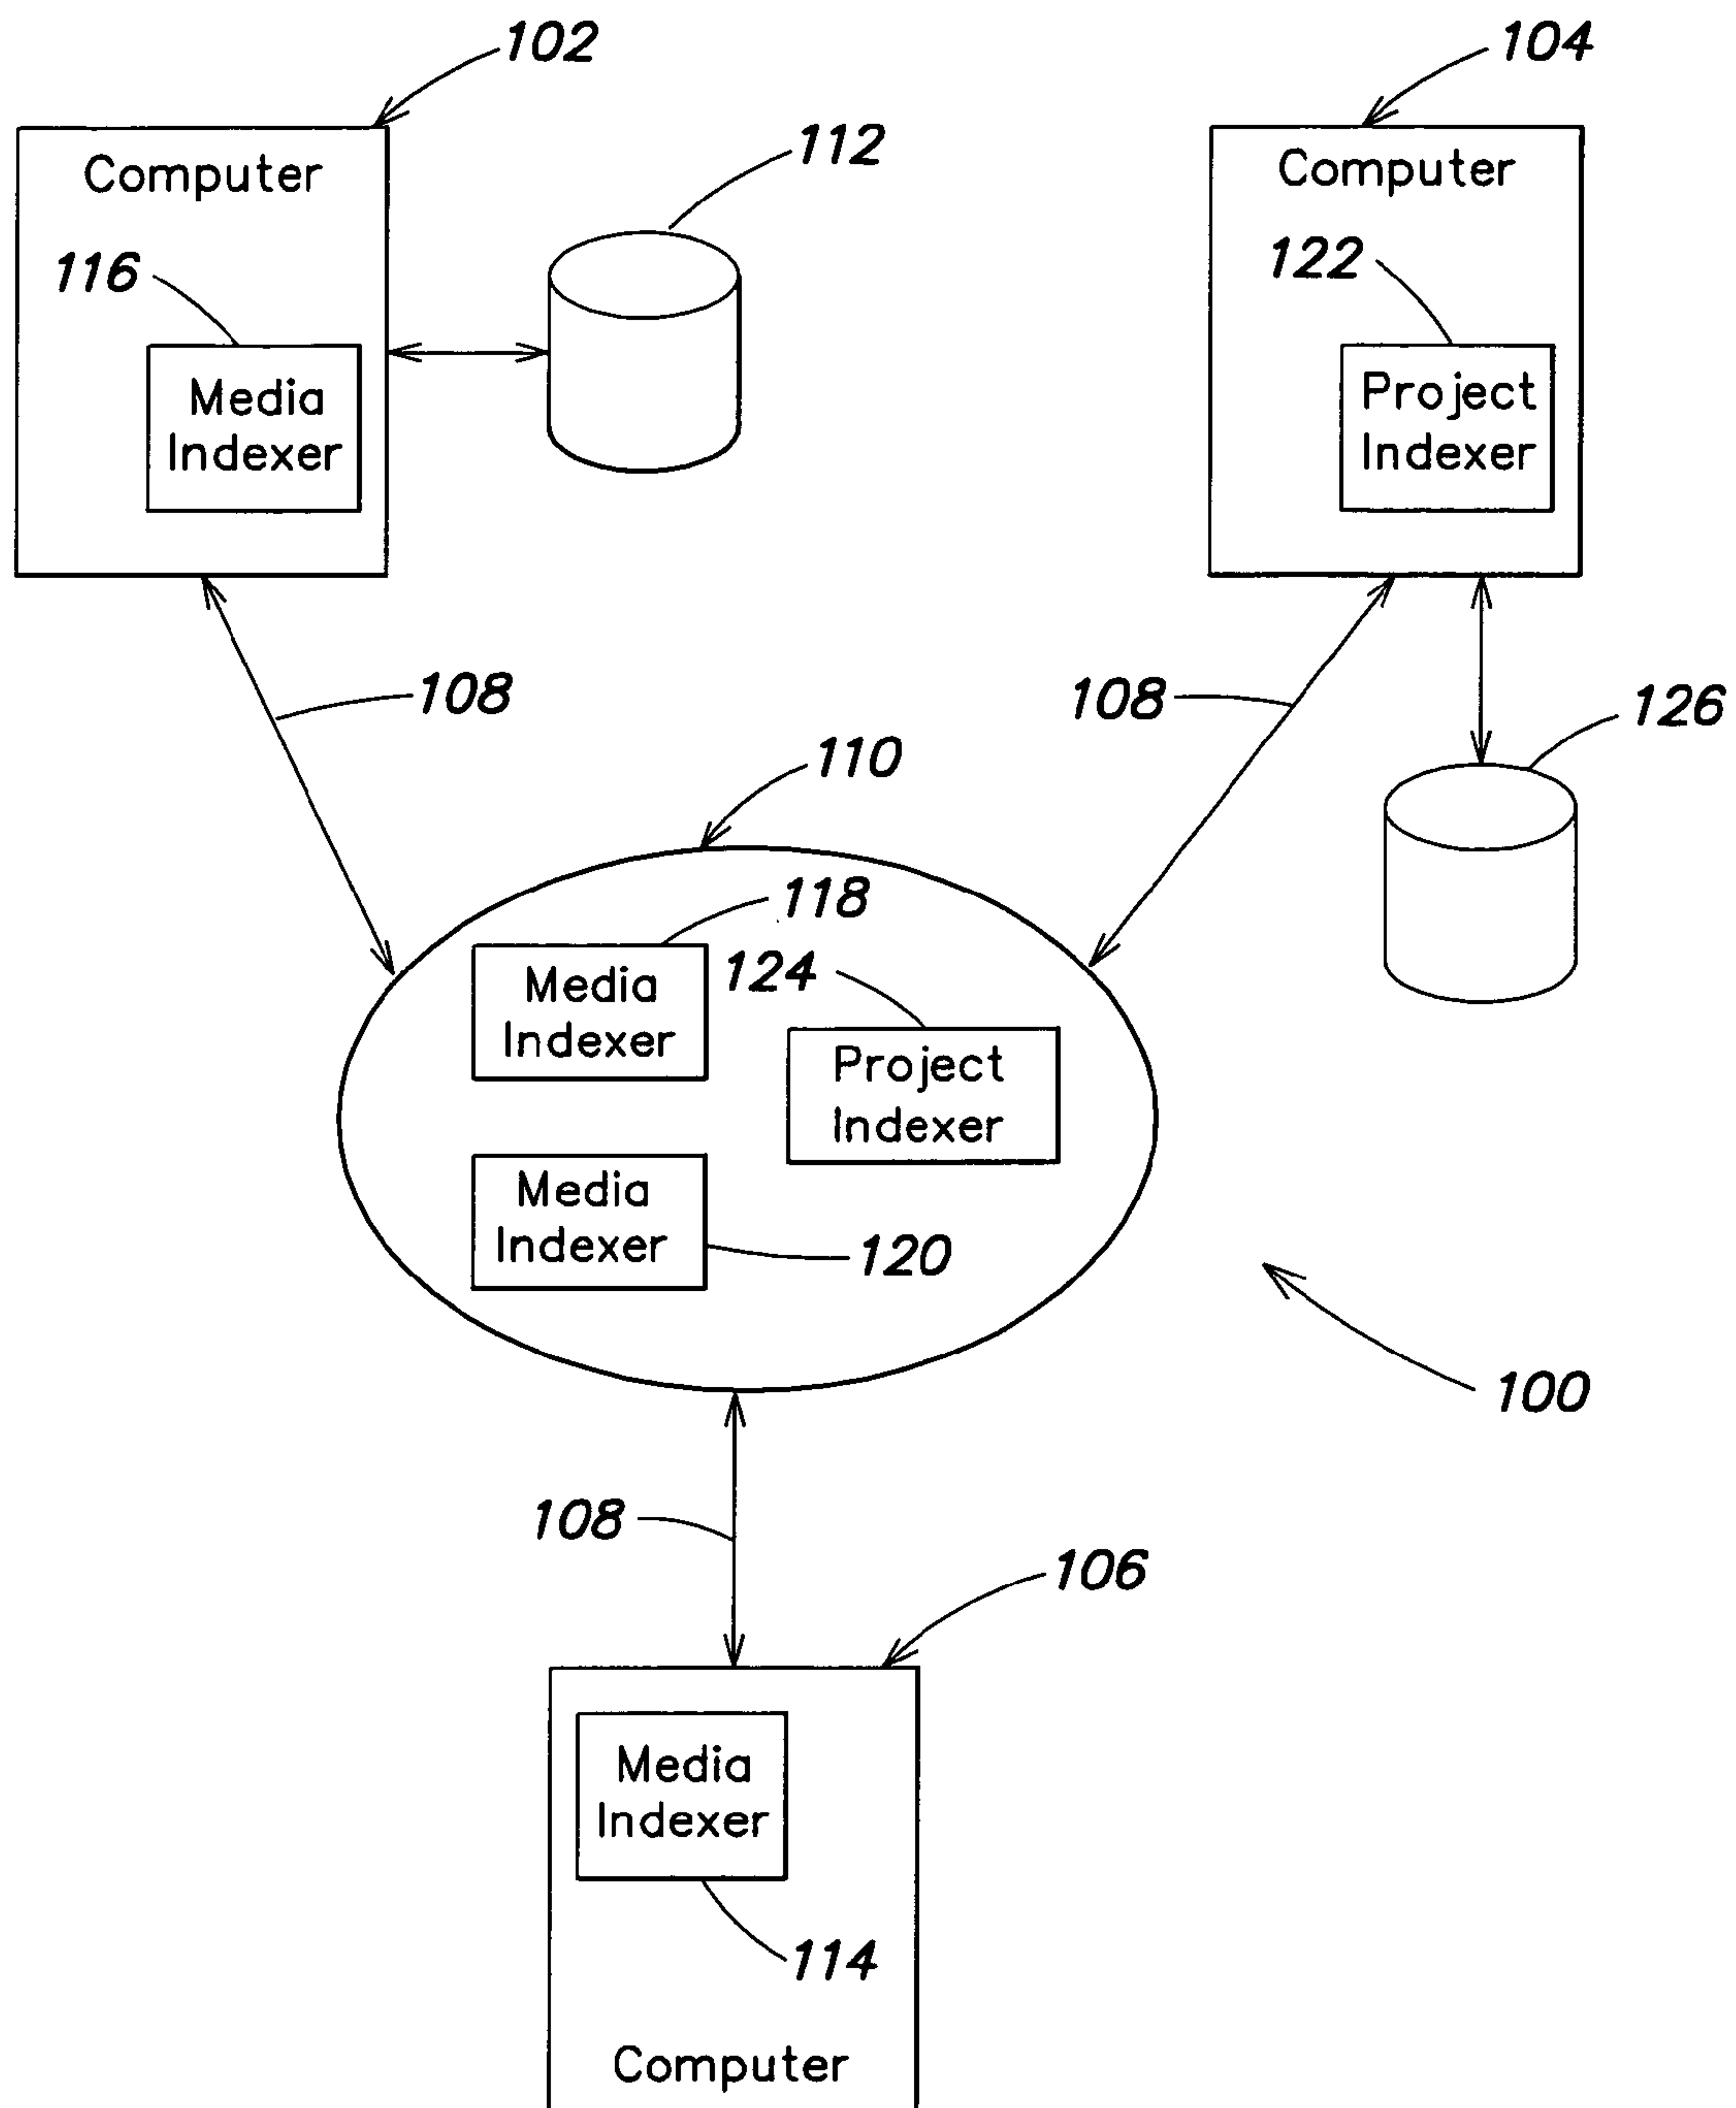 102
104
Computer
112
Computer
116
122
Media
Indexer
Project
Indexer
108
108
126
110
118
Media
Indexer
124
Project
Indexer
Media
Indexer
120
100
108
106
Media
Indexer
114
Computer